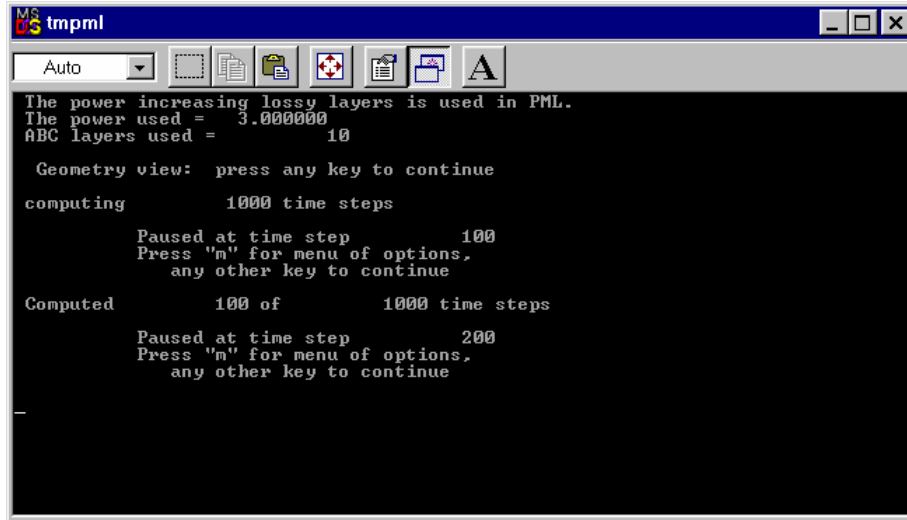 tmpml
Auto
A
The power increasing lossy layers is used in PML.
The power used = 3.000000
ABC layers used = 10
Geometry view: press any key to continue
computing 1000 time steps
Paused at time step 100
Press "m" for menu of options,
any other key to continue
Computed 100 of 1000 time steps
Paused at time step 200
Press "m" for menu of options,
any other key to continue
_